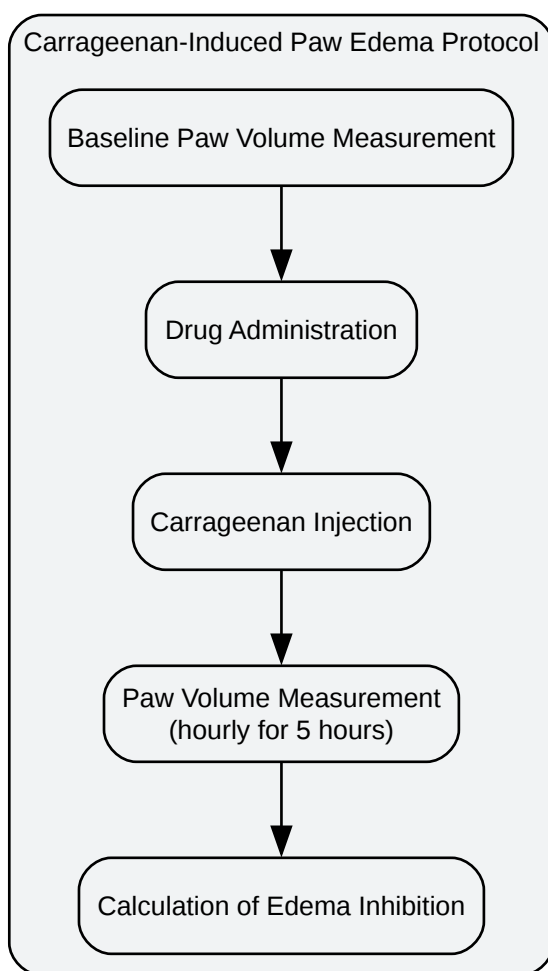 Carrageenan-Induced Paw Edema Protocol
Baseline Paw Volume Measurement
Drug Administration
Carrageenan Injection
Paw Volume Measurement
(hourly for 5 hours)
Calculation of Edema Inhibition